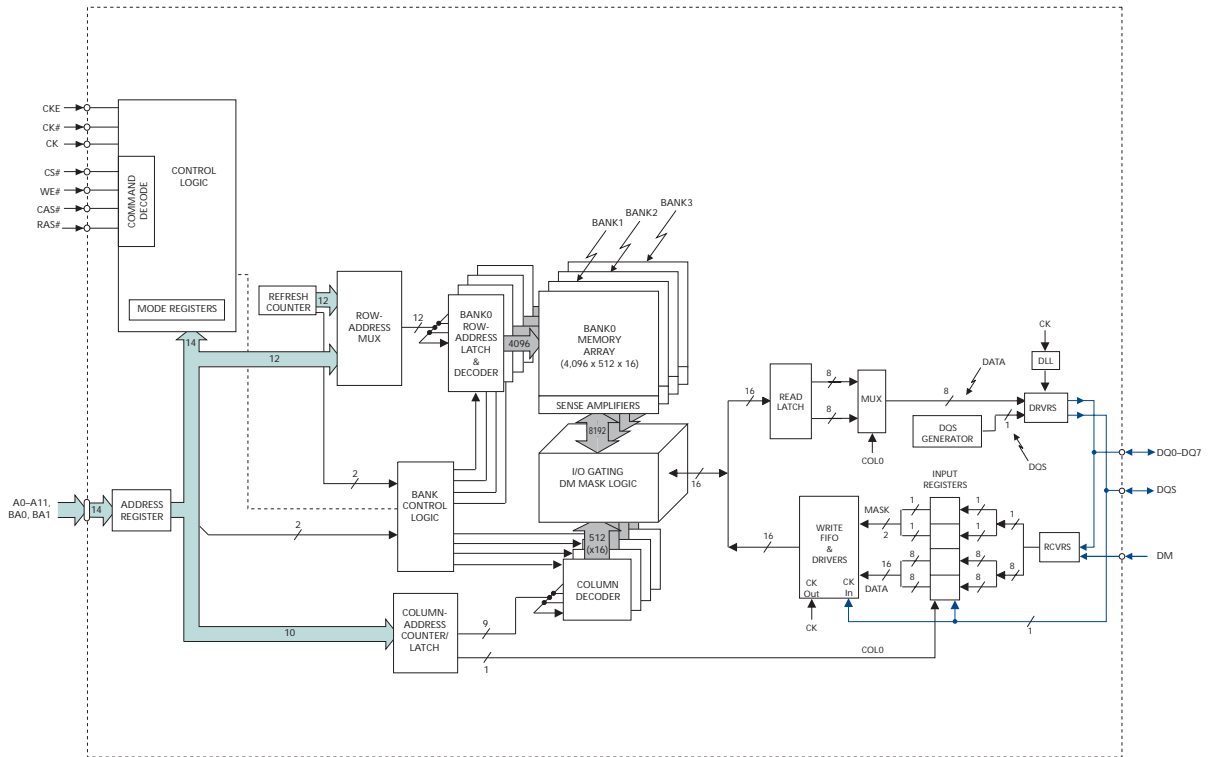 CKE
CK#
CK
CS#
WE#
CAS#
RAS#
COMMAND
DECODE
CONTROL
LOGIC
MODE REGISTERS
14
12
REFRESH
COUNTER
12
ROW-
ADDRESS
MUX
12
BANK0
ROW-
ADDRESS
LATCH
&
DECODER
4096
BANK1
BANK2
BANK3
BANK0
MEMORY
ARRAY
(4,096 x 512 x 16)
SENSE AMPLIFIERS
8192
I/O GATING
DM MASK LOGIC
16
512
(x16)
COLUMN
DECODER
A0–A11,
BA0, BA1
14
ADDRESS
REGISTER
2
2
BANK
CONTROL
LOGIC
10
COLUMN-
ADDRESS
COUNTER/
LATCH
9
1
COL0
16
READ
LATCH
8
8
MUX
COL0
8
DATA
DQS
GENERATOR
1
DQS
CK
DLL
DRVRS
DQ0–DQ7
DQS
DM
16
WRITE
FIFO
&
DRIVERS
CK
Out
CK
In
CK
MASK
2
16
DATA
1
1
8
8
INPUT
REGISTERS
1
1
8
8
1
8
RCVRS
1